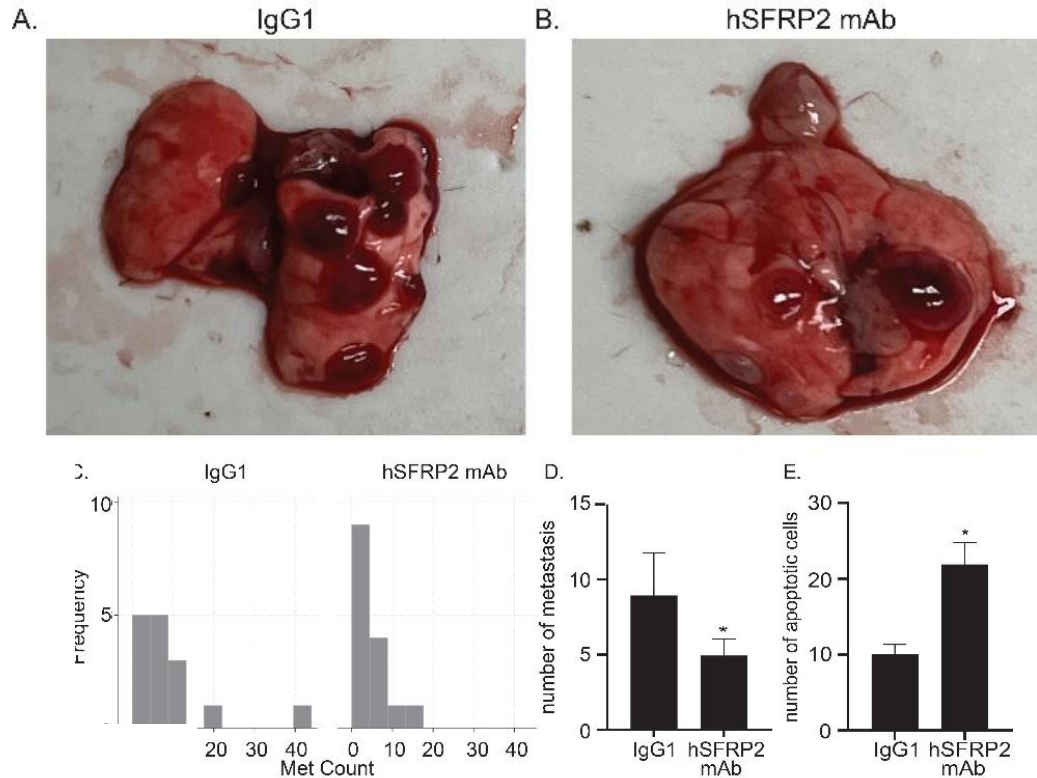 A.
IgG1
B.
hSFRP2 mAb
C.
IgG1
hSFRP2 mAb
10
5
Frequency
20
40
0
10
20
30
40
Met Count
D.
15
10
5
0
number of metastasis
*
IgG1
hSFRP2
mAb
E.
30
20
10
0
number of apoptotic cells
*
IgG1
hSFRP2
mAb